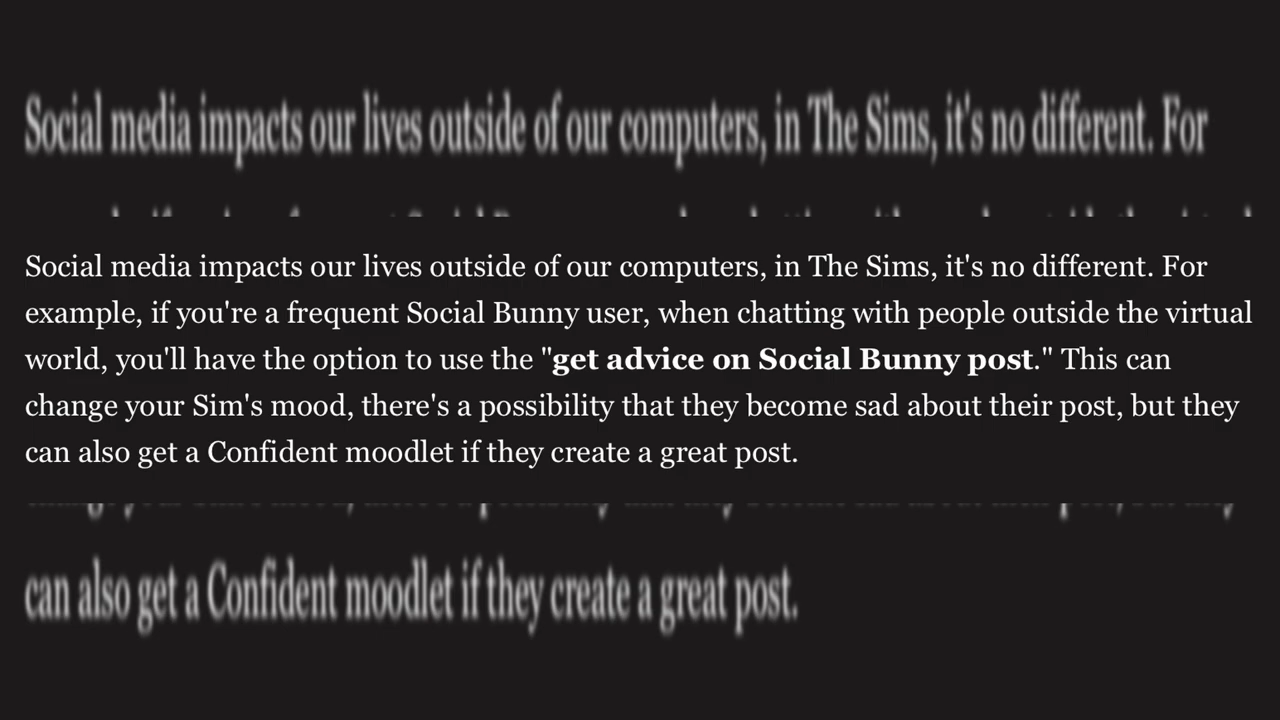 Social media impacts our lives outside of our computers, in The Sims, it's no different. For
Social media impacts our lives outside of our computers, in The Sims, it's no different. For
example, if you're a frequent Social Bunny user, when chatting with people outside the virtual
world, you'll have the option to use the "get advice on Social Bunny post." This can
change your Sim's mood, there's a possibility that they become sad about their post, but they
can also get a Confident moodlet if they create a great post.
can also get a Confident moodlet if they create a great post.